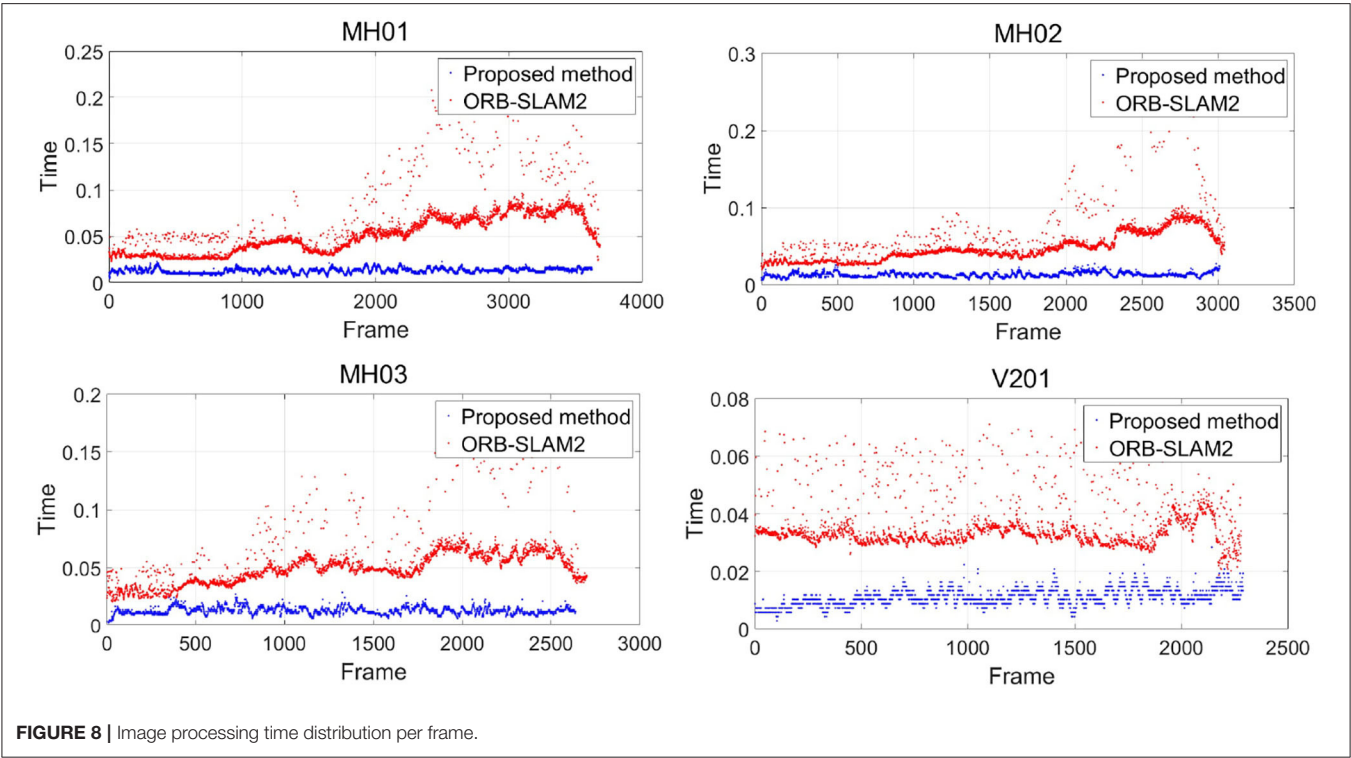 MH01
0.25
0.2
0.15
0.1
0.05
0
Time
Proposed method
ORB-SLAM2
0 1000 2000 3000 4000
Frame
MH02
0.3
0.2
0.1
0
Time
Proposed method
ORB-SLAM2
0 500 1000 1500 2000 2500 3000 3500
Frame
MH03
0.2
0.15
0.1
0.05
0
Time
Proposed method
ORB-SLAM2
0 500 1000 1500 2000 2500 3000
Frame
V201
0.08
0.06
0.04
0.02
0
Time
Proposed method
ORB-SLAM2
0 500 1000 1500 2000 2500
Frame
FIGURE 8 | Image processing time distribution per frame.